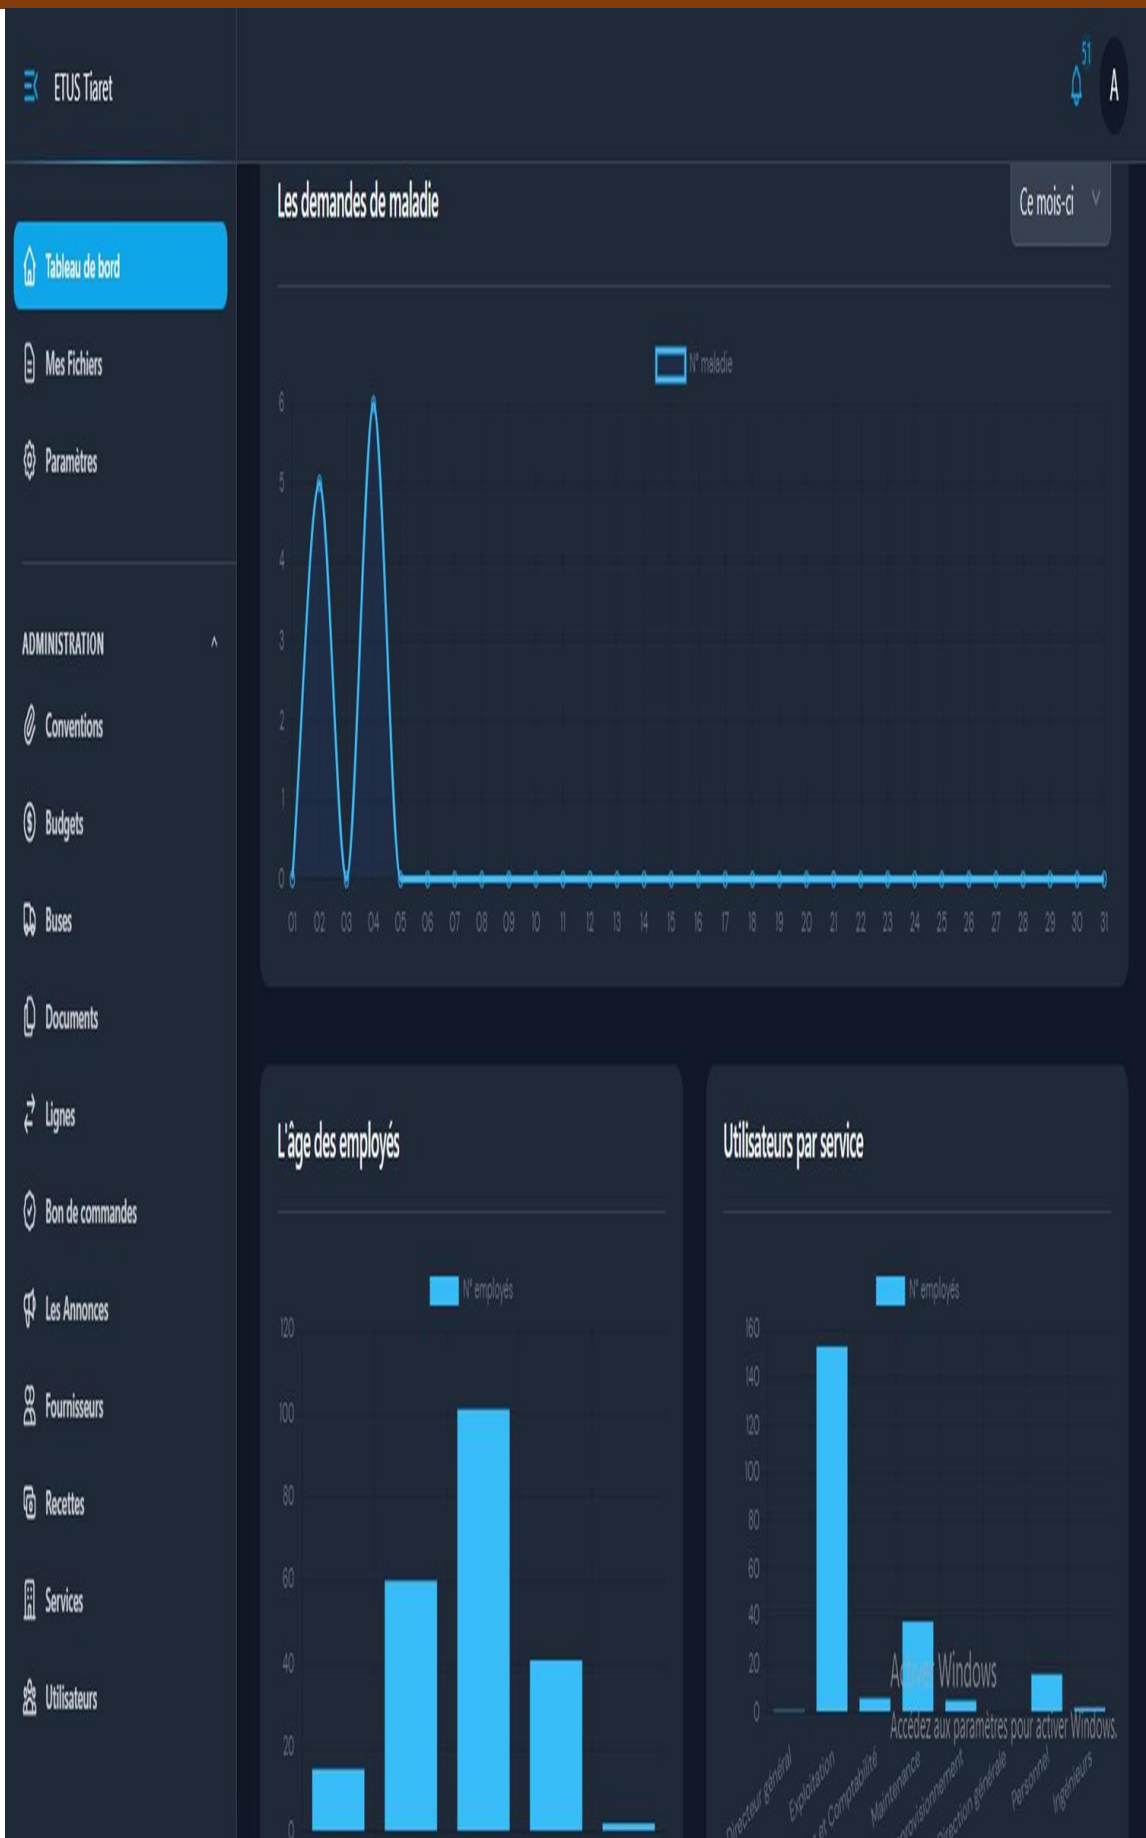 ETUS Tiaret
51
A
Tableau de bord
Mes Fichiers
Paramètres
ADMINISTRATION
Conventions
Budgets
Buses
Documents
Lignes
Bon de commandes
Les Annonces
Fournisseurs
Recettes
Services
Utilisateurs
Les demandes de maladie
Ce mois-ci
N° maladie
6
5
4
3
2
1
0
01 02 03 04 05 06 07 08 09 10 11 12 13 14 15 16 17 18 19 20 21 22 23 24 25 26 27 28 29 30 31
L'âge des employés
N° employés
120
100
80
60
40
20
0
Utilisateurs par service
N° employés
160
140
120
100
80
60
40
20
0
Directeur général
Exploitation
et Comptabilité
Maintenance
provisionnement
Direction générale
Personnel
Ingénieurs
Activer Windows
Accédez aux paramètres pour activer Windows.